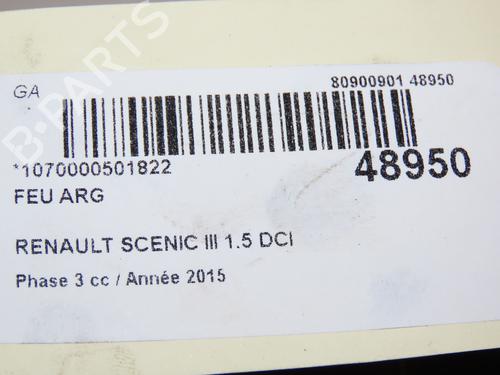 GA
80900901 48950
*1070000501822
48950
FEU ARG
RENAULT SCENIC III 1.5 DCI
Phase 3 cc / Année 2015
B-PARTS